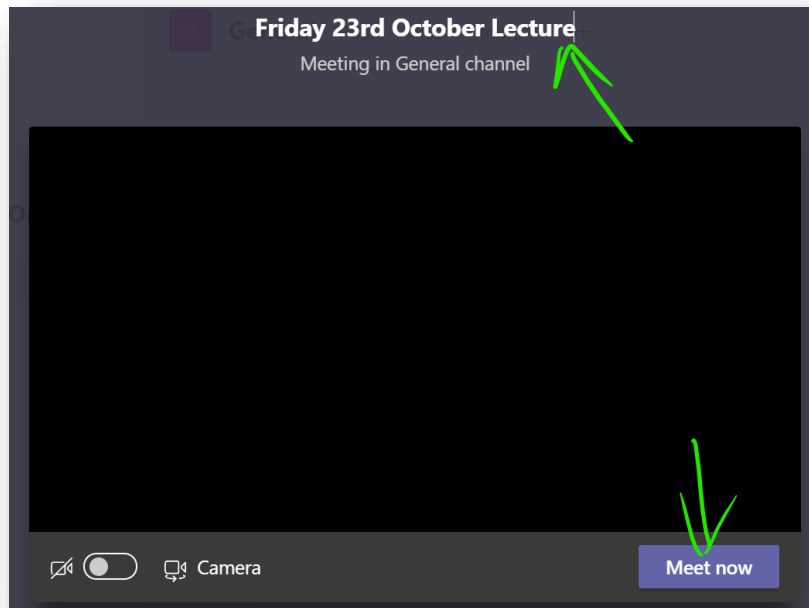 Friday 23rd October Lecture
Meeting in General channel
Camera
Meet now